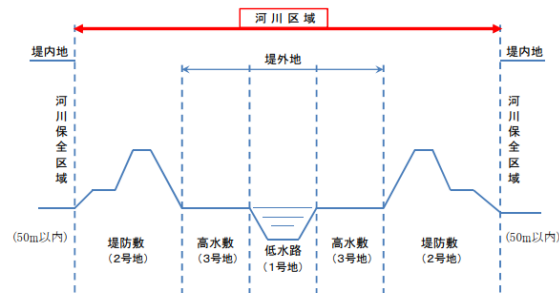 河川区域
堤内地
堤外地
堤内地
河川保全区域
河川保全区域
(50m以内)
堤防敷
(2号地)
高水敷
(3号地)
低水路
(1号地)
高水敷
(3号地)
堤防敷
(2号地)
(50m以内)